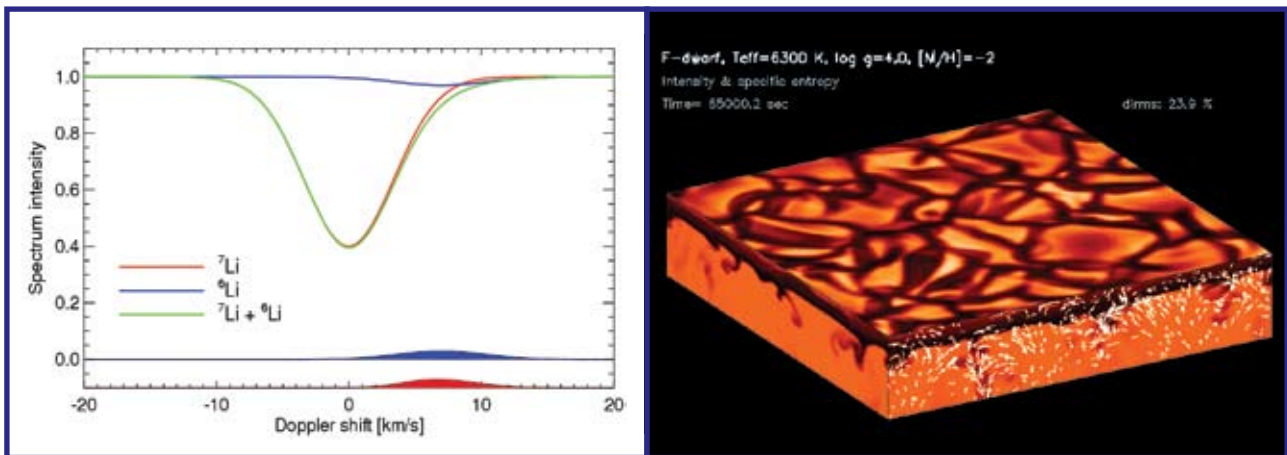 1.0
0.8
0.6
0.4
0.2
0.0
Spectrum intensity
⁷Li
⁶Li
⁷Li + ⁶Li
-20 -10 0 10 20
Doppler shift [km/s]
F-dwarf, Teff=6300 K, log g=4.0, [M/H]=-2
Intensity & specific entropy
Time= 65000.2 sec dIrms: 23.9 %